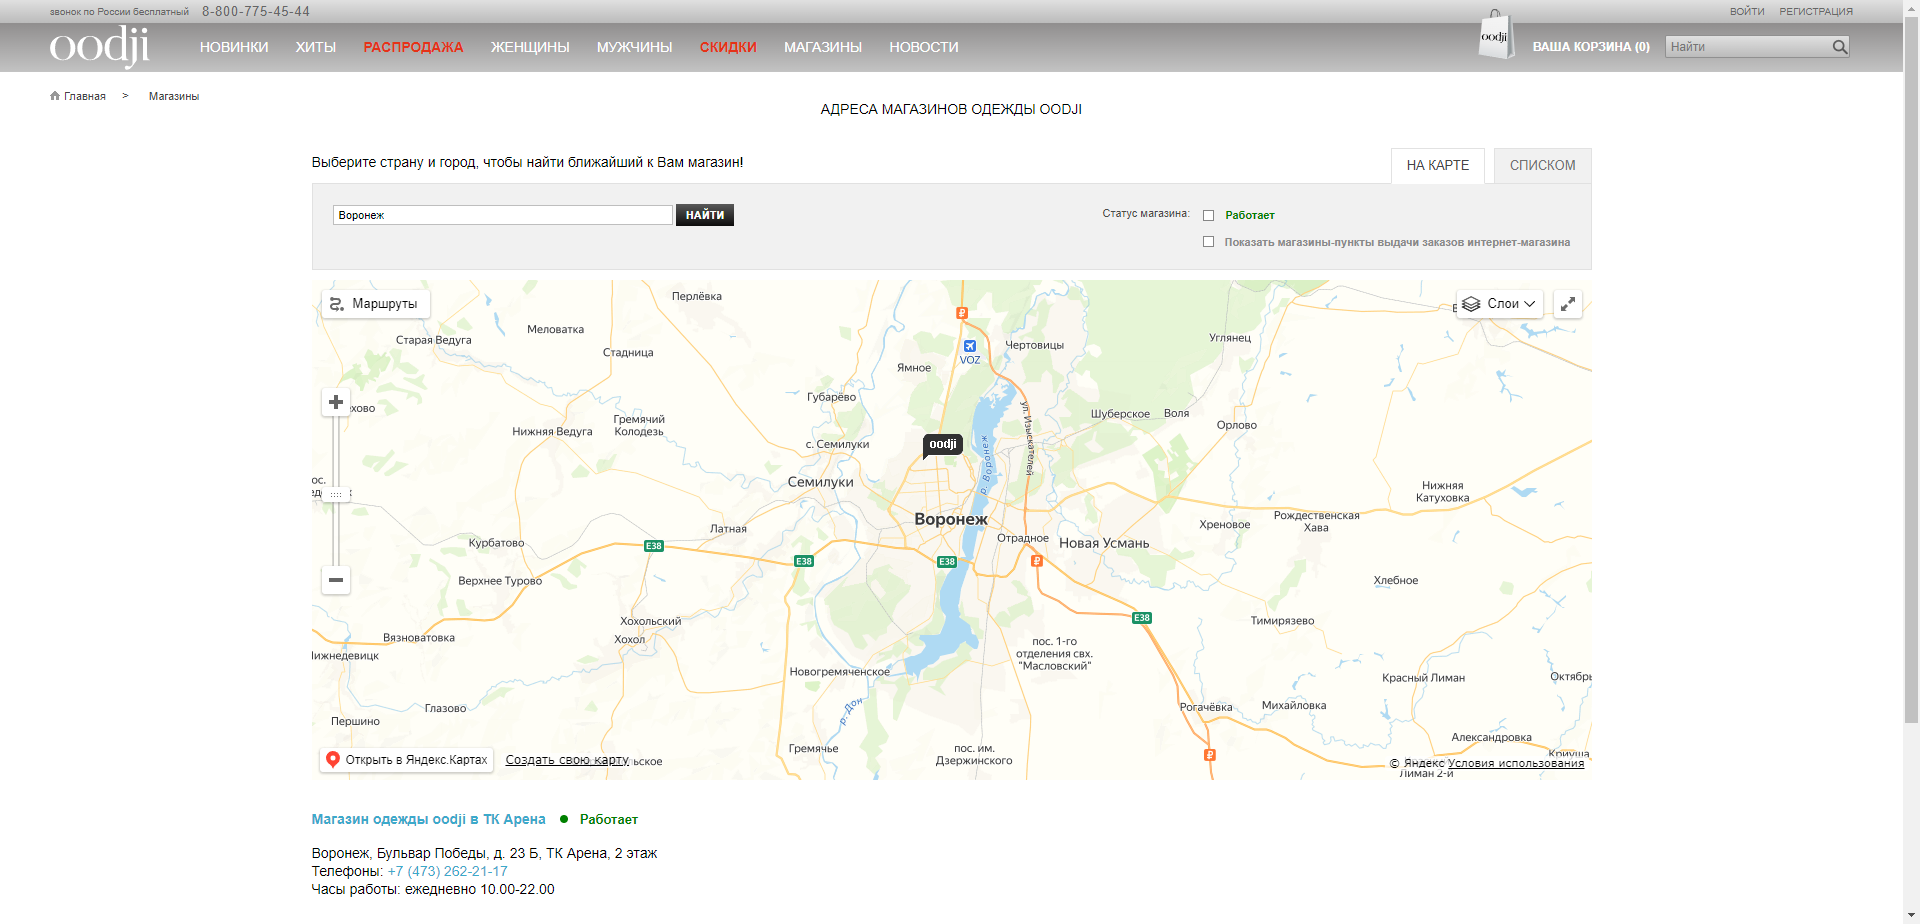 звонок по России бесплатный 8-800-775-45-44
ВОЙТИ РЕГИСТРАЦИЯ
oodji НОВИНКИ ХИТЫ РАСПРОДАЖА ЖЕНЩИНЫ МУЖЧИНЫ СКИДКИ МАГАЗИНЫ НОВОСТИ
oodji ВАША КОРЗИНА (0) Найти
Главная > Магазины
АДРЕСА МАГАЗИНОВ ОДЕЖДЫ OODJI
Выберите страну и город, чтобы найти ближайший к Вам магазин!
НА КАРТЕ СПИСКОМ
Воронеж НАЙТИ
Статус магазина: Работает
Показать магазины-пункты выдачи заказов интернет-магазина
Маршруты
Перлёвка
Слои
Старая Ведуга
Меловатка
Стадница
VOZ
Чертовицы
Углянец
Ямное
Губарёво
хово
Гремячий
Колодезь
Нижняя Ведуга
с. Семилуки
oodji
ул. Изыскателей
Шуберское
Воля
Орлово
р. Воронеж
ос.
Семилуки
Нижняя
Катуховка
Воронеж
Латная
Хреновое
Рождественская
Хава
Курбатово
E38
E38
E38
Отрадное
Новая Усмань
Верхнее Турово
Хлебное
E38
Хохольский
Хохол
Тимирязево
Вязноватовка
Нижнедевицк
пос. 1-го
отделения свх.
"Масловский"
Новогремяченское
Красный Лиман
Октябрь
Глазово
Першино
р. Дон
Рогачёвка
Михайловка
Гремячье
пос. им.
Дзержинского
Александровка
Криуша
Открыть в Яндекс.Картах
Создать свою карту
ьское
© Яндекс Условия использования
Лиман 2-й
Магазин одежды oodji в ТК Арена Работает
Воронеж, Бульвар Победы, д. 23 Б, ТК Арена, 2 этаж
Телефоны: +7 (473) 262-21-17
Часы работы: ежедневно 10.00-22.00